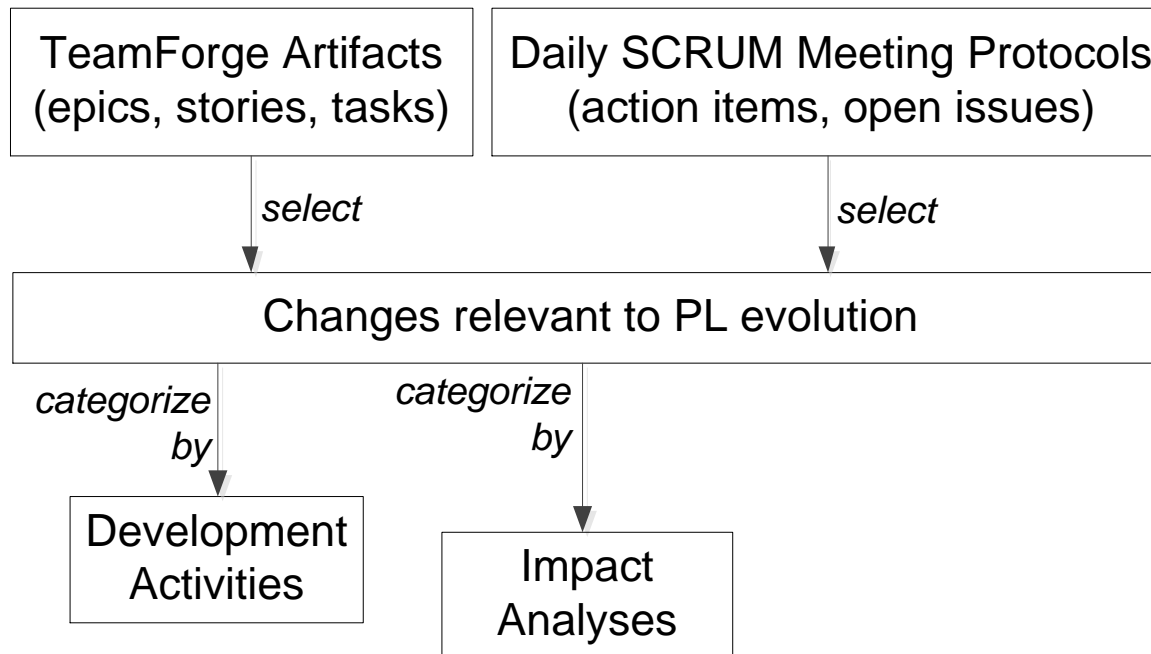 TeamForge Artifacts
(epics, stories, tasks)
Daily SCRUM Meeting Protocols
(action items, open issues)
select
select
Changes relevant to PL evolution
categorize
by
categorize
by
Development
Activities
Impact
Analyses